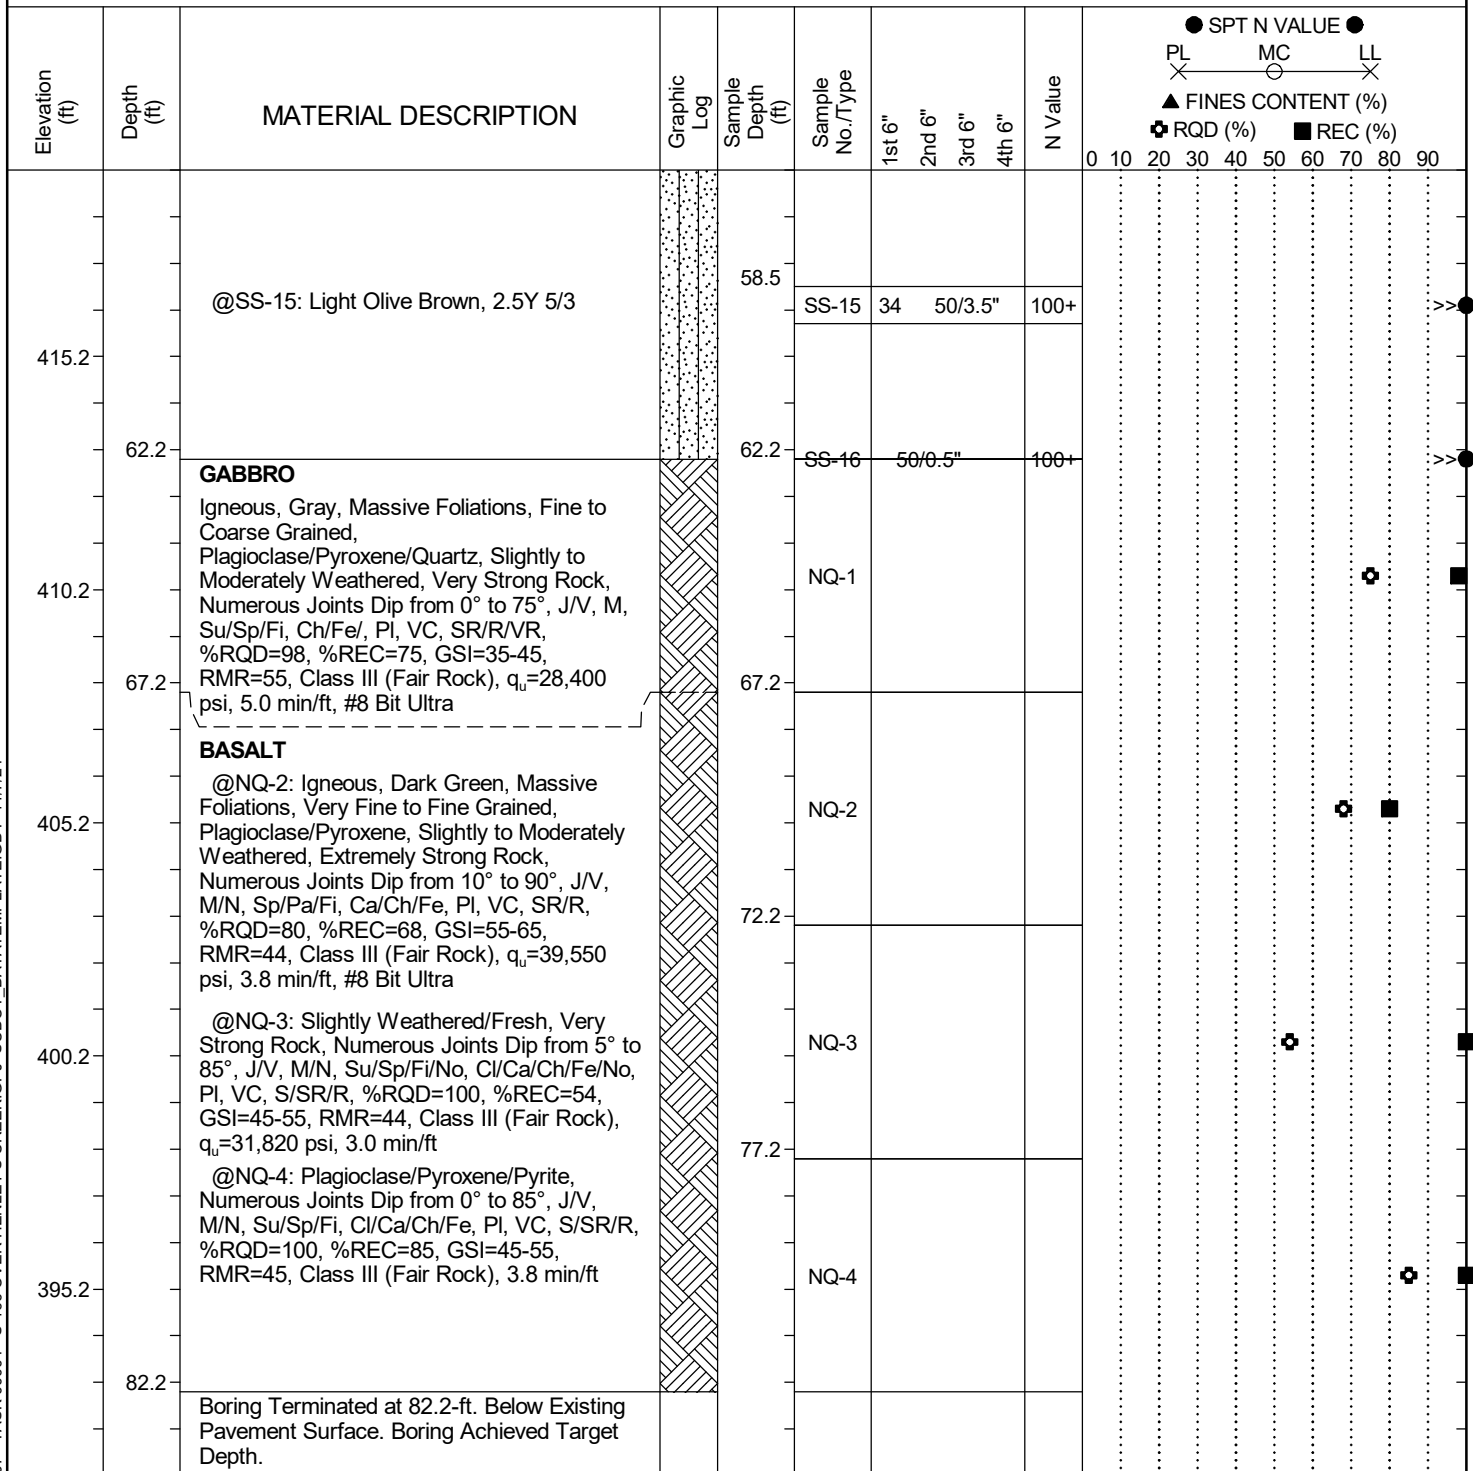 ● SPT N VALUE ●
PL MC LL
▲ FINES CONTENT (%)
RQD (%) ■ REC (%)
0 10 20 30 40 50 60 70 80 90
Elevation
(ft)
Depth
(ft)
MATERIAL DESCRIPTION
Graphic
Log
Sample
Depth
(ft)
Sample
No./Type
1st 6"
2nd 6"
3rd 6"
4th 6"
N Value
58.5
@SS-15: Light Olive Brown, 2.5Y 5/3
SS-15 34 50/3.5" 100+ >>
415.2
62.2 62.2
SS-16 50/0.5" 100+ >>
GABBRO
Igneous, Gray, Massive Foliations, Fine to
Coarse Grained,
Plagioclase/Pyroxene/Quartz, Slightly to
Moderately Weathered, Very Strong Rock,
Numerous Joints Dip from 0° to 75°, J/V, M,
Su/Sp/Fi, Ch/Fe/, Pl, VC, SR/R/VR,
%RQD=98, %REC=75, GSI=35-45,
RMR=55, Class III (Fair Rock), qu=28,400
psi, 5.0 min/ft, #8 Bit Ultra
410.2
NQ-1
67.2 67.2
BASALT
@NQ-2: Igneous, Dark Green, Massive
Foliations, Very Fine to Fine Grained,
Plagioclase/Pyroxene, Slightly to Moderately
Weathered, Extremely Strong Rock,
Numerous Joints Dip from 10° to 90°, J/V,
M/N, Sp/Pa/Fi, Ca/Ch/Fe, Pl, VC, SR/R,
%RQD=80, %REC=68, GSI=55-65,
RMR=44, Class III (Fair Rock), qu=39,550
psi, 3.8 min/ft, #8 Bit Ultra
405.2
NQ-2
72.2
@NQ-3: Slightly Weathered/Fresh, Very
Strong Rock, Numerous Joints Dip from 5° to
85°, J/V, M/N, Su/Sp/Fi/No, Cl/Ca/Ch/Fe/No,
Pl, VC, S/SR/R, %RQD=100, %REC=54,
GSI=45-55, RMR=44, Class III (Fair Rock),
qu=31,820 psi, 3.0 min/ft
400.2
NQ-3
77.2
@NQ-4: Plagioclase/Pyroxene/Pyrite,
Numerous Joints Dip from 0° to 85°, J/V,
M/N, Su/Sp/Fi, Cl/Ca/Ch/Fe, Pl, VC, S/SR/R,
%RQD=100, %REC=85, GSI=45-55,
RMR=45, Class III (Fair Rock), 3.8 min/ft
395.2
NQ-4
82.2
Boring Terminated at 82.2-ft. Below Existing
Pavement Surface. Boring Achieved Target
Depth.